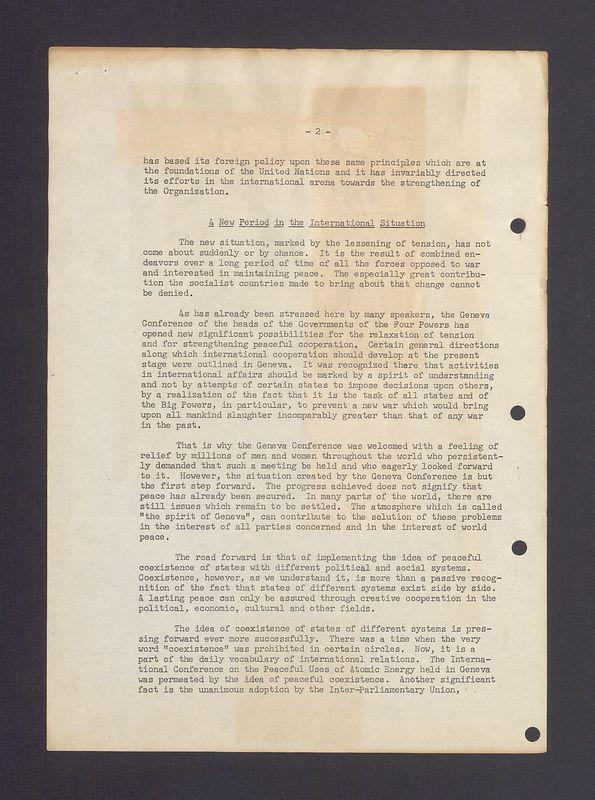 - 2 -
has based its foreign policy upon these same principles which are at
the foundations of the United Nations and it has invariably directed
its efforts in the international arena towards the strengthening of
the Organization.
A New Period in the International Situation
The new situation, marked by the lessening of tension, has not
come about suddenly or by chance. It is the result of combined en-
deavors over a long period of time of all the forces opposed to war
and interested in maintaining peace. The especially great contribu-
tion the socialist countries made to bring about that change cannot
be denied.
As has already been stressed here by many speakers, the Geneva
Conference of the heads of the Governments of the Four Powers has
opened new significant possibilities for the relaxation of tension
and for strengthening peaceful cooperation. Certain general directions
along which international cooperation should develop at the present
stage were outlined in Geneva. It was recognized there that activities
in international affairs should be marked by a spirit of understanding
and not by attempts of certain states to impose decisions upon others,
by a realization of the fact that it is the task of all states and of
the Big Powers, in particular, to prevent a new war which would bring
upon all mankind slaughter incomparably greater than that of any war
in the past.
That is why the Geneva Conference was welcomed with a feeling of
relief by millions of men and women throughout the world who persistent-
ly demanded that such a meeting be held and who eagerly looked forward
to it. However, the situation created by the Geneva Conference is but
the first step forward. The progress achieved does not signify that
peace has already been secured. In many parts of the world, there are
still issues which remain to be settled. The atmosphere which is called
"the spirit of Geneva", can contribute to the solution of these problems
in the interest of all parties concerned and in the interest of world
peace.
The road forward is that of implementing the idea of peaceful
coexistence of states with different political and social systems.
Coexistence, however, as we understand it, is more than a passive recog-
nition of the fact that states of different systems exist side by side.
A lasting peace can only be assured through creative cooperation in the
political, economic, cultural and other fields.
The idea of coexistence of states of different systems is pres-
sing forward ever more successfully. There was a time when the very
word "coexistence" was prohibited in certain circles. Now, it is a
part of the daily vocabulary of international relations. The Interna-
tional Conference on the Peaceful Uses of Atomic Energy held in Geneva
was permeated by the idea of peaceful coexistence. Another significant
fact is the unanimous adoption by the Inter-Parliamentary Union,